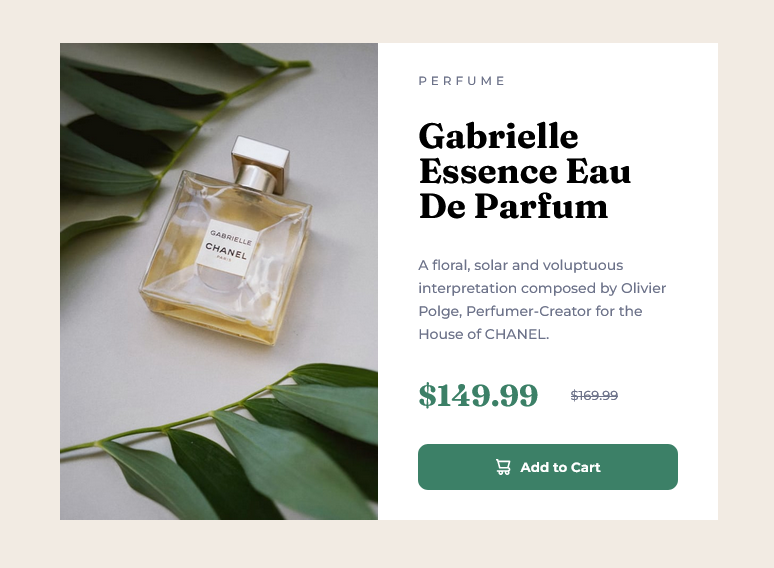 GABRIELLE
CHANEL
PARIS
PERFUME
Gabrielle
Essence Eau
De Parfum
A floral, solar and voluptuous
interpretation composed by Olivier
Polge, Perfumer-Creator for the
House of CHANEL.
$149.99 $169.99
Add to Cart